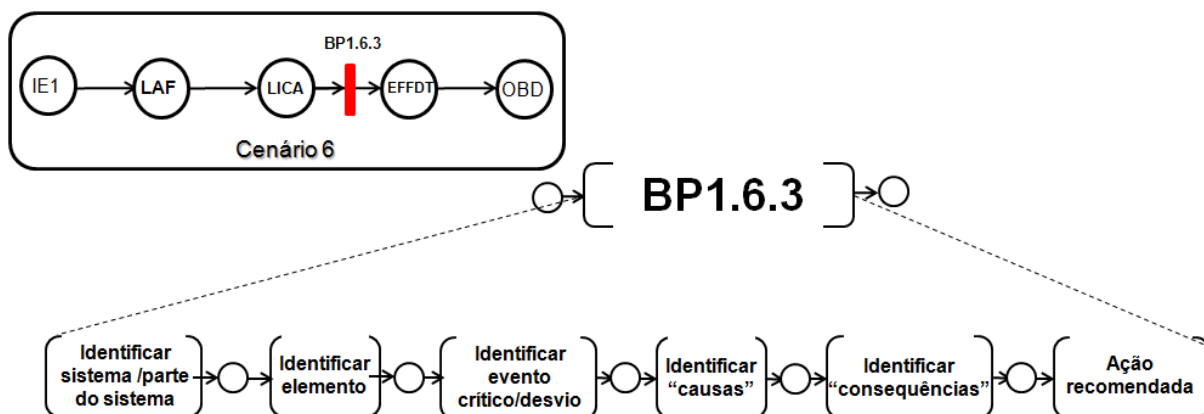 BP1.6.3
IE1
LAF
LICA
EFFDT
OBD
Cenário 6
BP1.6.3
Identificar
sistema /parte
do sistema
Identificar
elemento
Identificar
evento
crítico/desvio
Identificar
“causas”
Identificar
“consequências”
Ação
recomendada